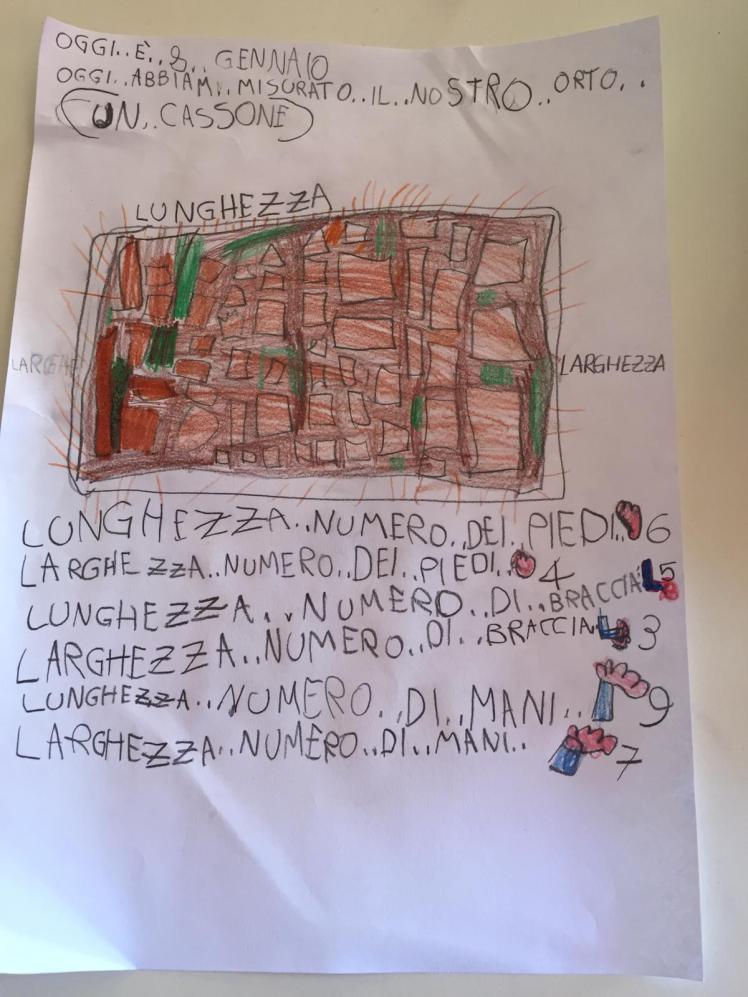 OGGI..È..8.. GENNAIO
OGGI..ABBIAM.. MISURATO..IL..NOSTRO..ORTO..
UN..CASSONE
LUNGHEZZA
LARGHE
LARGHEZZA
LUNGHEZZA..NUMERO..DEI..PIEDI.. 6
LARGHEZZA..NUMERO..DEI..PIEDI.. 4
LUNGHEZZA..NUMERO..DI..BRACCIA 5
LARGHEZZA..NUMERO..DI..BRACCIA 3
LUNGHEZZA..NUMERO..DI..MANI.. 9
LARGHEZZA..NUMERO..DI..MANI.. 7